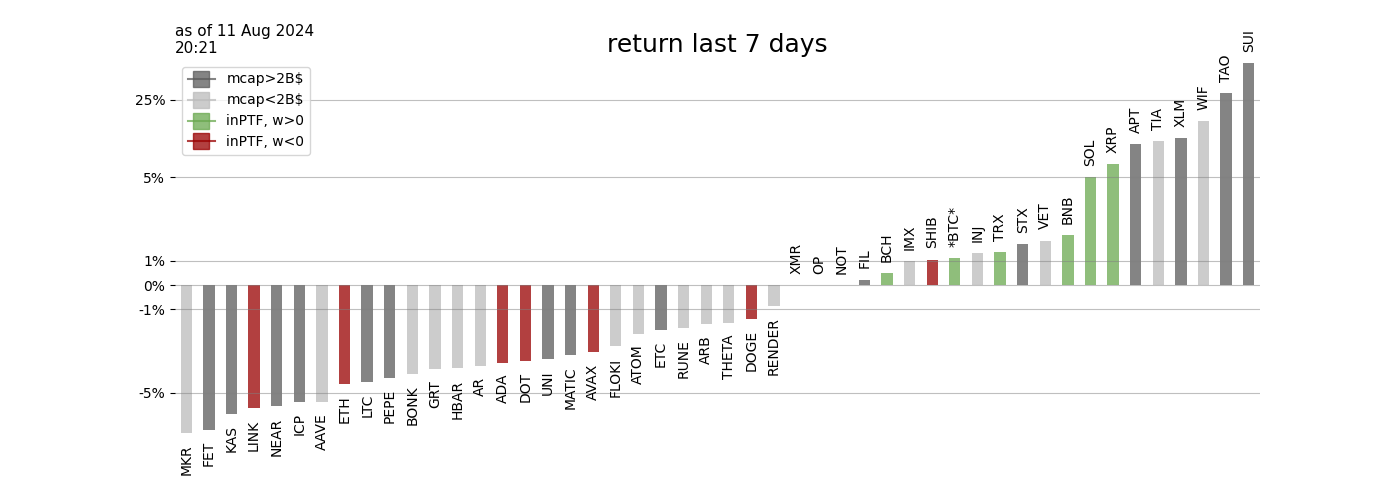 as of 11 Aug 2024
20:21
return last 7 days
mcap>2B$
mcap<2B$
inPTF, w>0
inPTF, w<0
25%
5%
1%
0%
-1%
-5%
MKR
FET
KAS
LINK
NEAR
ICP
AAVE
ETH
LTC
PEPE
BONK
GRT
HBAR
AR
ADA
DOT
UNI
MATIC
AVAX
FLOKI
ATOM
ETC
RUNE
ARB
THETA
DOGE
RENDER
XMR
OP
NOT
FIL
BCH
IMX
SHIB
*BTC*
INJ
TRX
STX
VET
BNB
SOL
XRP
APT
TIA
XLM
WIF
TAO
SUI